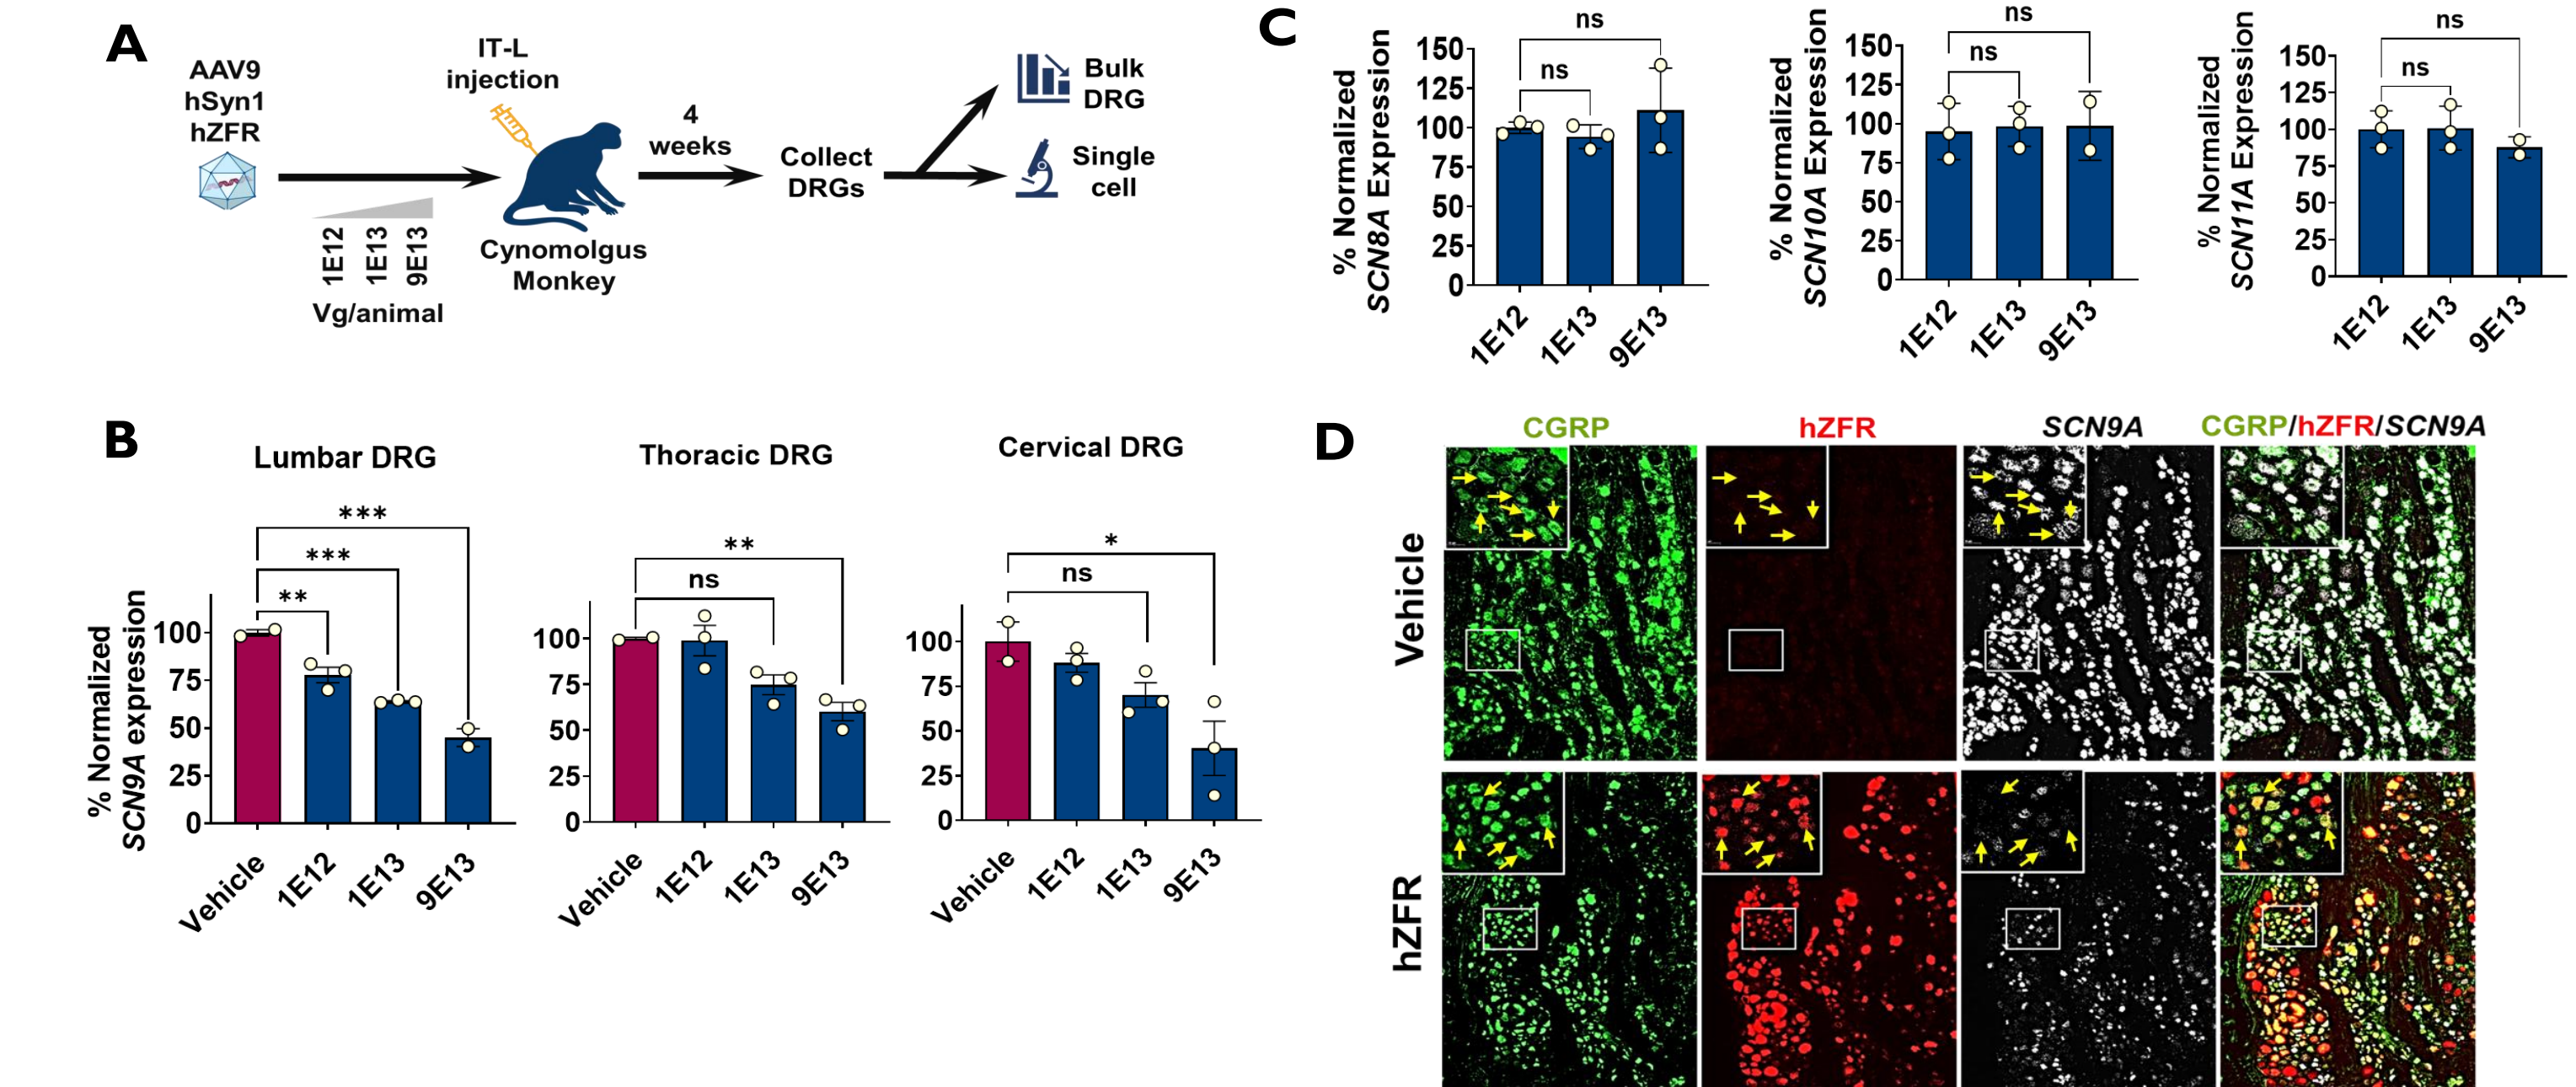 A
AAV9
hSyn1
hZFR
1E12
1E13
9E13
Vg/animal
IT-L
injection
Cynomolgus
Monkey
4
weeks
Collect
DRGs
Bulk
DRG
Single
cell
B
Lumbar DRG
% Normalized
SCN9A expression
100
75
50
25
0
**
***
***
Vehicle
1E12
1E13
9E13
Thoracic DRG
100
75
50
25
0
ns
**
Vehicle
1E12
1E13
9E13
Cervical DRG
100
75
50
25
0
ns
*
Vehicle
1E12
1E13
9E13
C
% Normalized
SCN8A Expression
150
125
100
75
50
25
0
ns
ns
1E12
1E13
9E13
% Normalized
SCN10A Expression
150
125
100
75
50
25
0
ns
ns
1E12
1E13
9E13
% Normalized
SCN11A Expression
150
125
100
75
50
25
0
ns
ns
1E12
1E13
9E13
D
CGRP
hZFR
SCN9A
CGRP/hZFR/SCN9A
Vehicle
hZFR